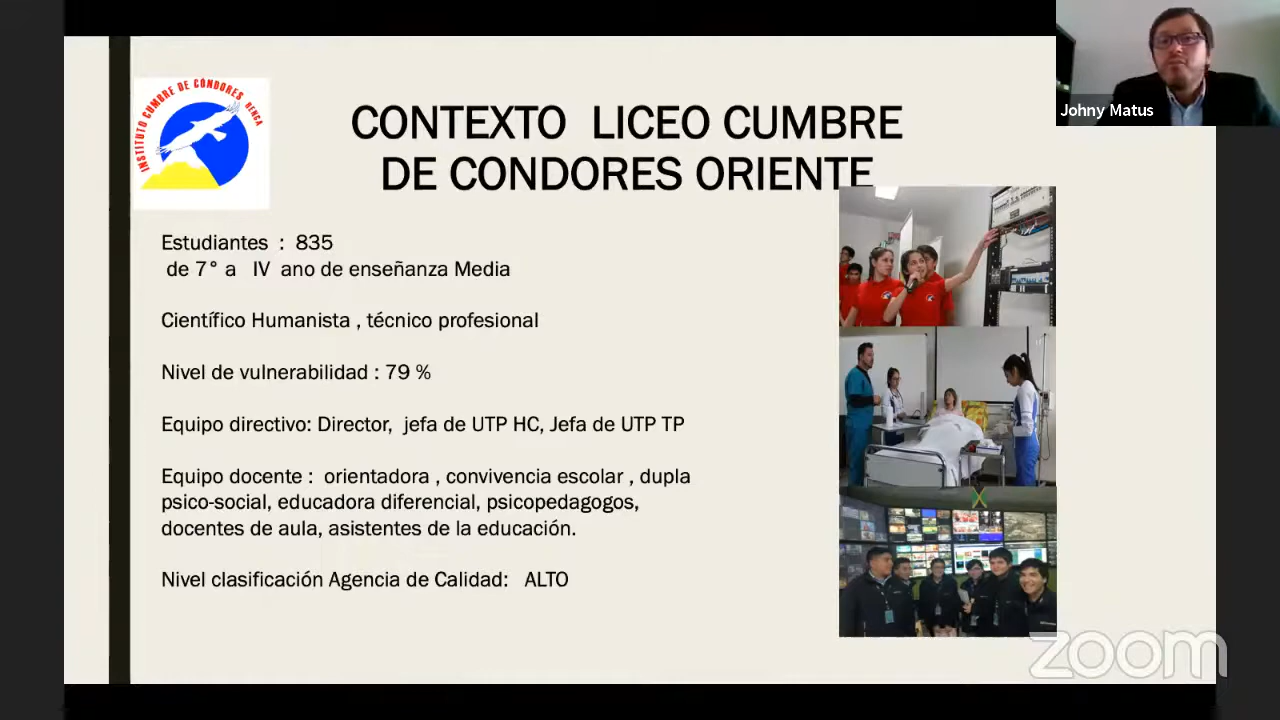 INSTITUTO CUMBRE DE CÓNDORES RENCA
CONTEXTO LICEO CUMBRE
DE CONDORES ORIENTE
Johny Matus
Estudiantes : 835
de 7° a IV ano de enseñanza Media
Científico Humanista , técnico profesional
Nivel de vulnerabilidad : 79 %
Equipo directivo: Director, jefa de UTP HC, Jefa de UTP TP
Equipo docente : orientadora , convivencia escolar , dupla
psico-social, educadora diferencial, psicopedagogos,
docentes de aula, asistentes de la educación.
Nivel clasificación Agencia de Calidad: ALTO
zoom